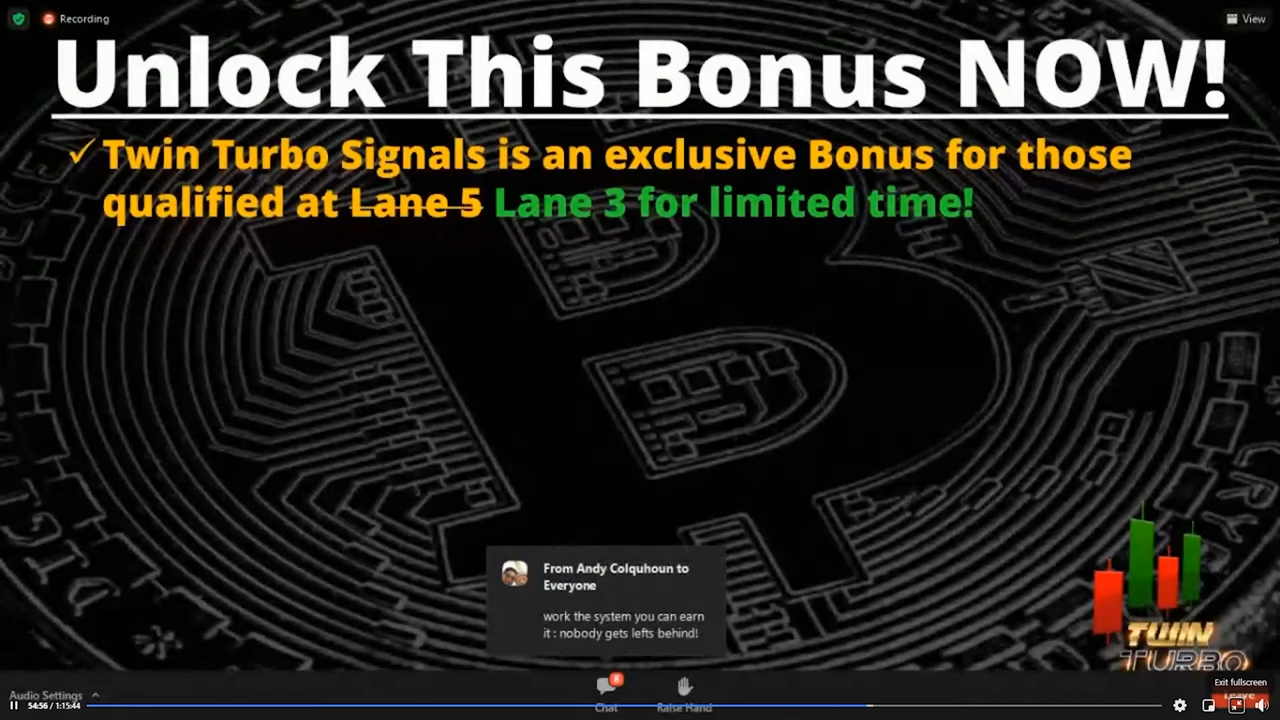 Recording
View
Unlock This Bonus NOW!
✓ Twin Turbo Signals is an exclusive Bonus for those
qualified at Lane 5 Lane 3 for limited time!
From Andy Colquhoun to
Everyone
work the system you can earn
it : nobody gets lefts behind!
TWIN
TURBO
Exit fullscreen
Audio Settings
8
Chat
Raise Hand
Leave
54:56 / 1:15:44